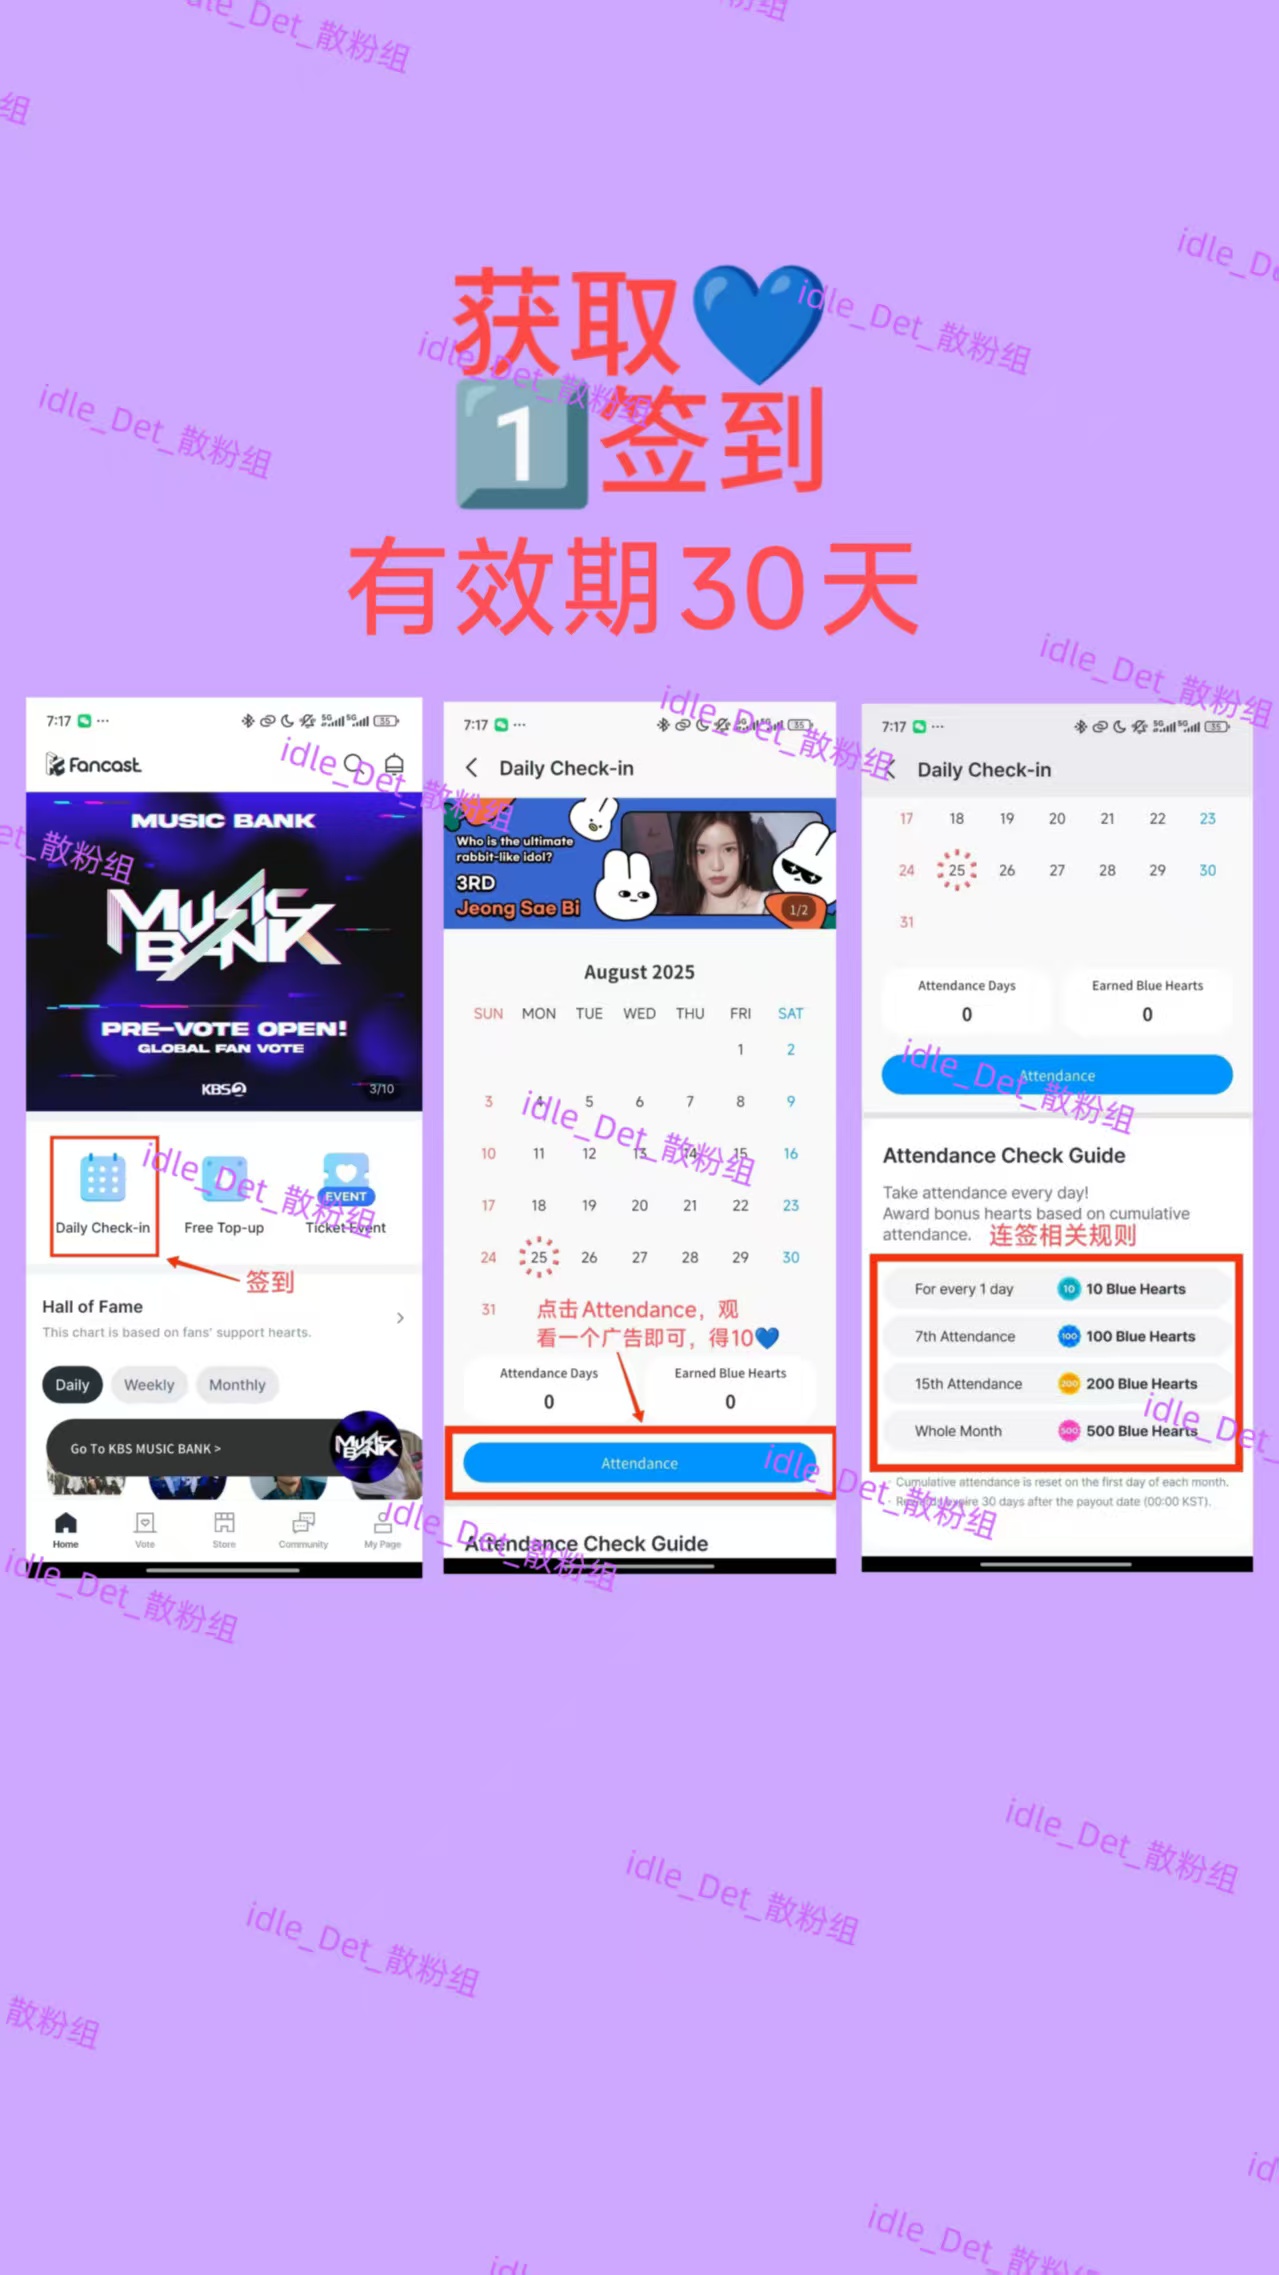 获取💙
1️⃣签到
有效期30天
7:17
Fancast
MUSIC BANK
MUSIC BANK
PRE-VOTE OPEN!
GLOBAL FAN VOTE
KBS2
3/10
Daily Check-in
Free Top-up
EVENT
Ticket Event
签到
Hall of Fame
This chart is based on fans' support hearts.
Daily
Weekly
Monthly
Go To KBS MUSIC BANK >
MUSIC BANK
Home
Vote
Store
Community
My Page
7:17
Daily Check-in
Who is the ultimate
rabbit-like idol?
3RD
Jeong Sae Bi
1/2
August 2025
SUN MON TUE WED THU FRI SAT
1 2
3 4 5 6 7 8 9
10 11 12 13 14 15 16
17 18 19 20 21 22 23
24 25 26 27 28 29 30
31
点击Attendance，观
看一个广告即可，得10💙
Attendance Days
0
Earned Blue Hearts
0
Attendance
Attendance Check Guide
7:17
Daily Check-in
17 18 19 20 21 22 23
24 25 26 27 28 29 30
31
Attendance Days
0
Earned Blue Hearts
0
Attendance
Attendance Check Guide
Take attendance every day!
Award bonus hearts based on cumulative
attendance.
连签相关规则
For every 1 day 10 10 Blue Hearts
7th Attendance 100 100 Blue Hearts
15th Attendance 200 200 Blue Hearts
Whole Month 500 500 Blue Hearts
· Cumulative attendance is reset on the first day of each month.
· expire 30 days after the payout date (00:00 KST).
idle_Det_散粉组